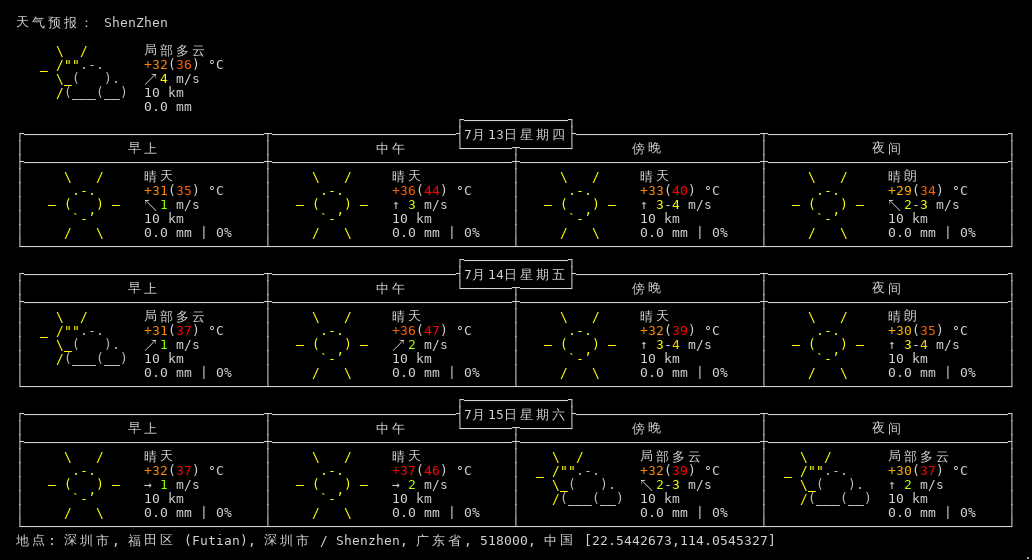 天气预报： ShenZhen
局部多云
+32(36) °C
↗4 m/s
10 km
0.0 mm
7月13日星期四
早上 中午 傍晚 夜间
晴天 晴天 晴天 晴朗
+31(35) °C +36(44) °C +33(40) °C +29(34) °C
↖1 m/s ↑ 3 m/s ↑ 3-4 m/s ↖2-3 m/s
10 km 10 km 10 km 10 km
0.0 mm | 0% 0.0 mm | 0% 0.0 mm | 0% 0.0 mm | 0%
7月14日星期五
早上 中午 傍晚 夜间
局部多云 晴天 晴天 晴朗
+31(37) °C +36(47) °C +32(39) °C +30(35) °C
↗1 m/s ↗2 m/s ↑ 3-4 m/s ↑ 3-4 m/s
10 km 10 km 10 km 10 km
0.0 mm | 0% 0.0 mm | 0% 0.0 mm | 0% 0.0 mm | 0%
7月15日星期六
早上 中午 傍晚 夜间
晴天 晴天 局部多云 局部多云
+32(37) °C +37(46) °C +32(39) °C +30(37) °C
→ 1 m/s → 2 m/s ↖2-3 m/s ↑ 2 m/s
10 km 10 km 10 km 10 km
0.0 mm | 0% 0.0 mm | 0% 0.0 mm | 0% 0.0 mm | 0%
地点: 深圳市, 福田区 (Futian), 深圳市 / Shenzhen, 广东省, 518000, 中国 [22.5442673,114.0545327]